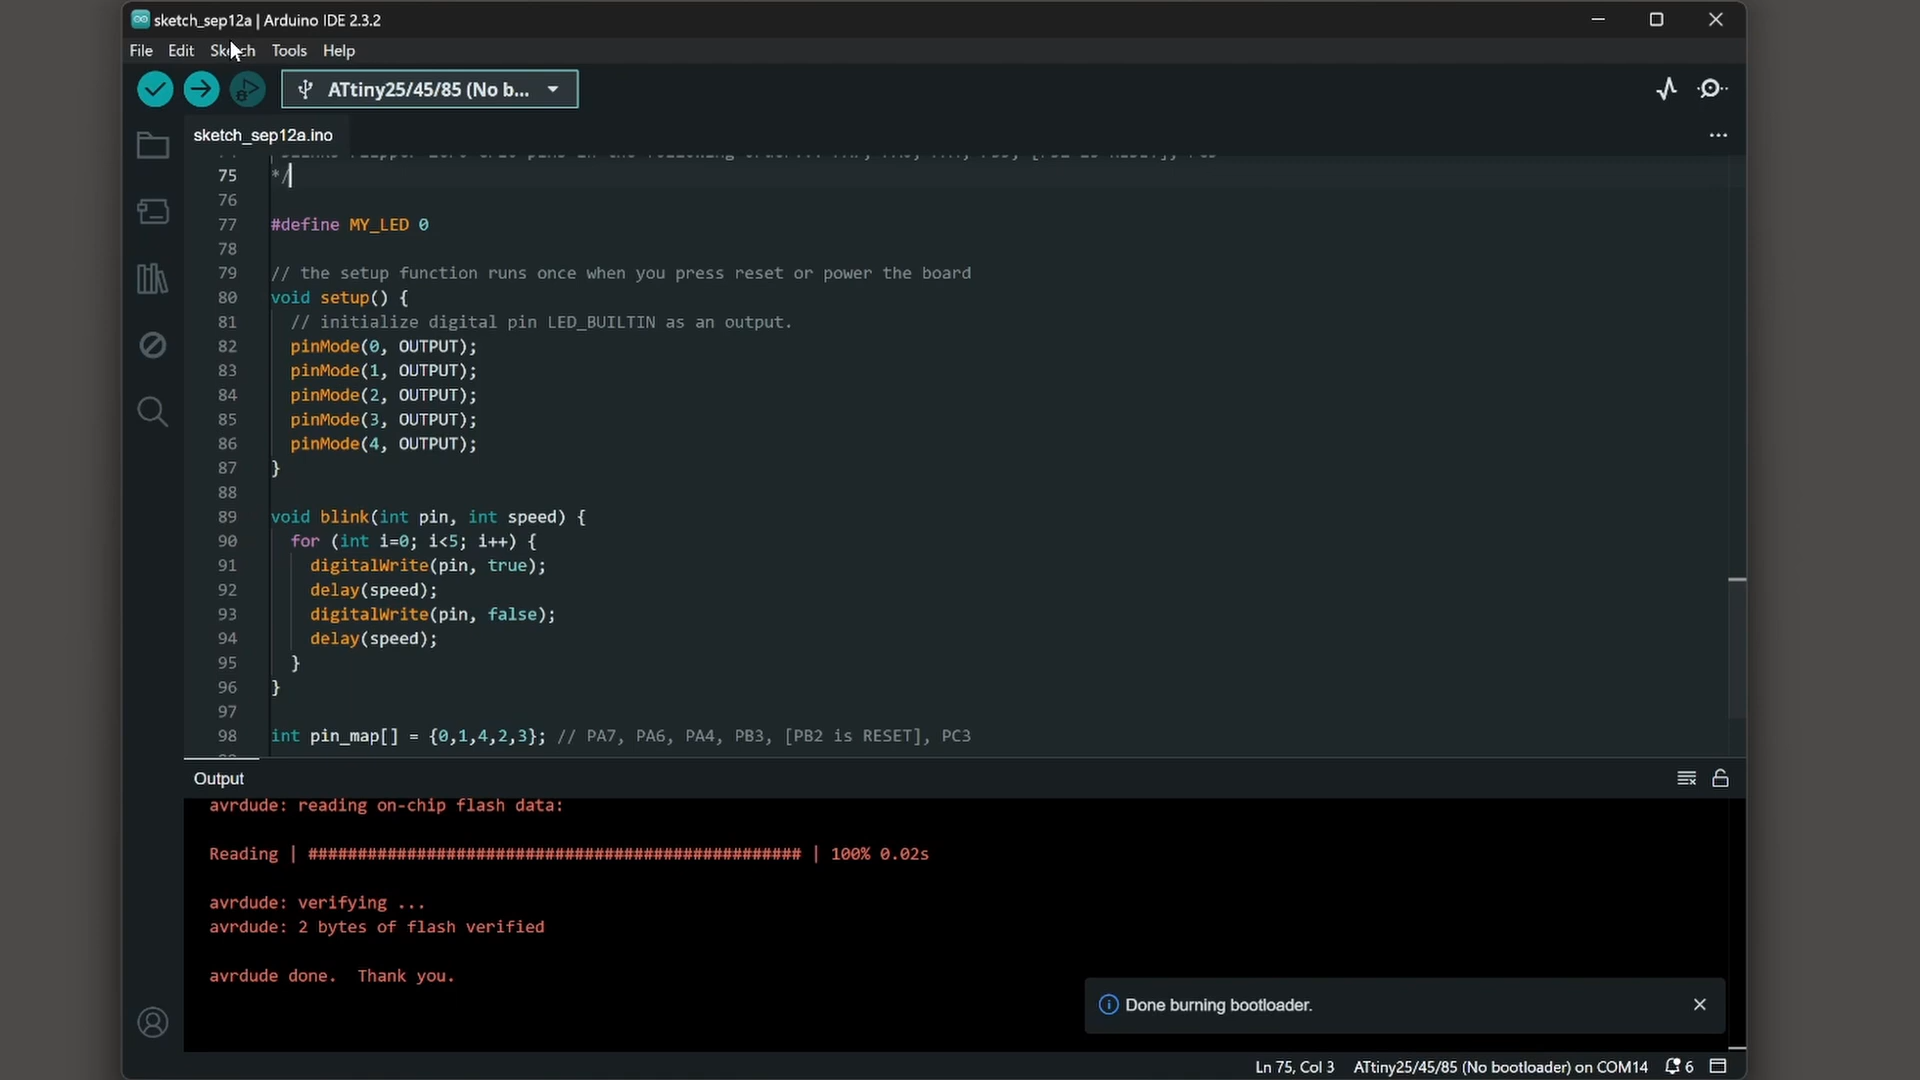 sketch_sep12a | Arduino IDE 2.3.2
File Edit Sketch Tools Help
ATtiny25/45/85 (No b...
sketch_sep12a.ino
75 */
76
77 #define MY_LED 0
78
79 // the setup function runs once when you press reset or power the board
80 void setup() {
81 // initialize digital pin LED_BUILTIN as an output.
82 pinMode(0, OUTPUT);
83 pinMode(1, OUTPUT);
84 pinMode(2, OUTPUT);
85 pinMode(3, OUTPUT);
86 pinMode(4, OUTPUT);
87 }
88
89 void blink(int pin, int speed) {
90 for (int i=0; i<5; i++) {
91 digitalWrite(pin, true);
92 delay(speed);
93 digitalWrite(pin, false);
94 delay(speed);
95 }
96 }
97
98 int pin_map[] = {0,1,4,2,3}; // PA7, PA6, PA4, PB3, [PB2 is RESET], PC3
Output
avrdude: reading on-chip flash data:
Reading | ################################################## | 100% 0.02s
avrdude: verifying ...
avrdude: 2 bytes of flash verified
avrdude done. Thank you.
Done burning bootloader.
Ln 75, Col 3 ATtiny25/45/85 (No bootloader) on COM14 6